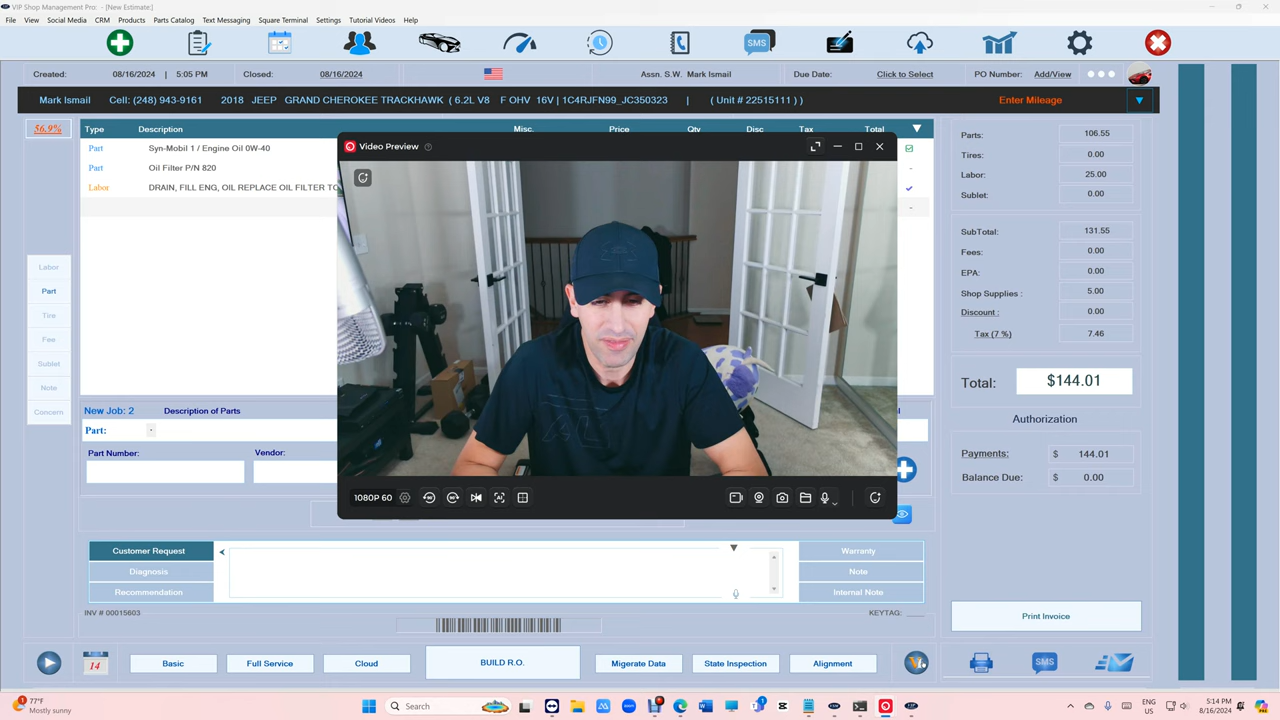 VIP Shop Management Pro: - [New Estimate:]
File View Social Media CRM Products Parts Catalog Text Messaging Square Terminal Settings Tutorial Videos Help
SMS
Created: 08/16/2024 | 5:05 PM Closed: 08/16/2024 Assn. S.W. Mark Ismail Due Date: Click to Select PO Number: Add/View
Mark Ismail Cell: (248) 943-9161 2018 JEEP GRAND CHEROKEE TRACKHAWK ( 6.2L V8 F OHV 16V | 1C4RJFN99_JC350323 | ( Unit # 22515111 ) ) Enter Mileage
56.9%
Type Description Misc. Price Qty Disc Tax Total
Part Syn-Mobil 1 / Engine Oil 0W-40
Part Oil Filter P/N 820
Labor DRAIN, FILL ENG, OIL REPLACE OIL FILTER TO
Video Preview
1080P 60
Labor
Part
Tire
Fee
Sublet
Note
Concern
Parts: 106.55
Tires: 0.00
Labor: 25.00
Sublet: 0.00
SubTotal: 131.55
Fees: 0.00
EPA: 0.00
Shop Supplies : 5.00
Discount : 0.00
Tax (7 %) 7.46
Total: $144.01
Authorization
Payments: $ 144.01
Balance Due: $ 0.00
New Job: 2 Description of Parts
Part: -
Part Number: Vendor:
Customer Request
Diagnosis
Recommendation
Warranty
Note
Internal Note
INV # 00015603 KEYTAG: ____
Print Invoice
14 Basic Full Service Cloud BUILD R.O. Migerate Data State Inspection Alignment SMS
77°F
Mostly sunny
Search
ENG
US
5:14 PM
8/16/2024